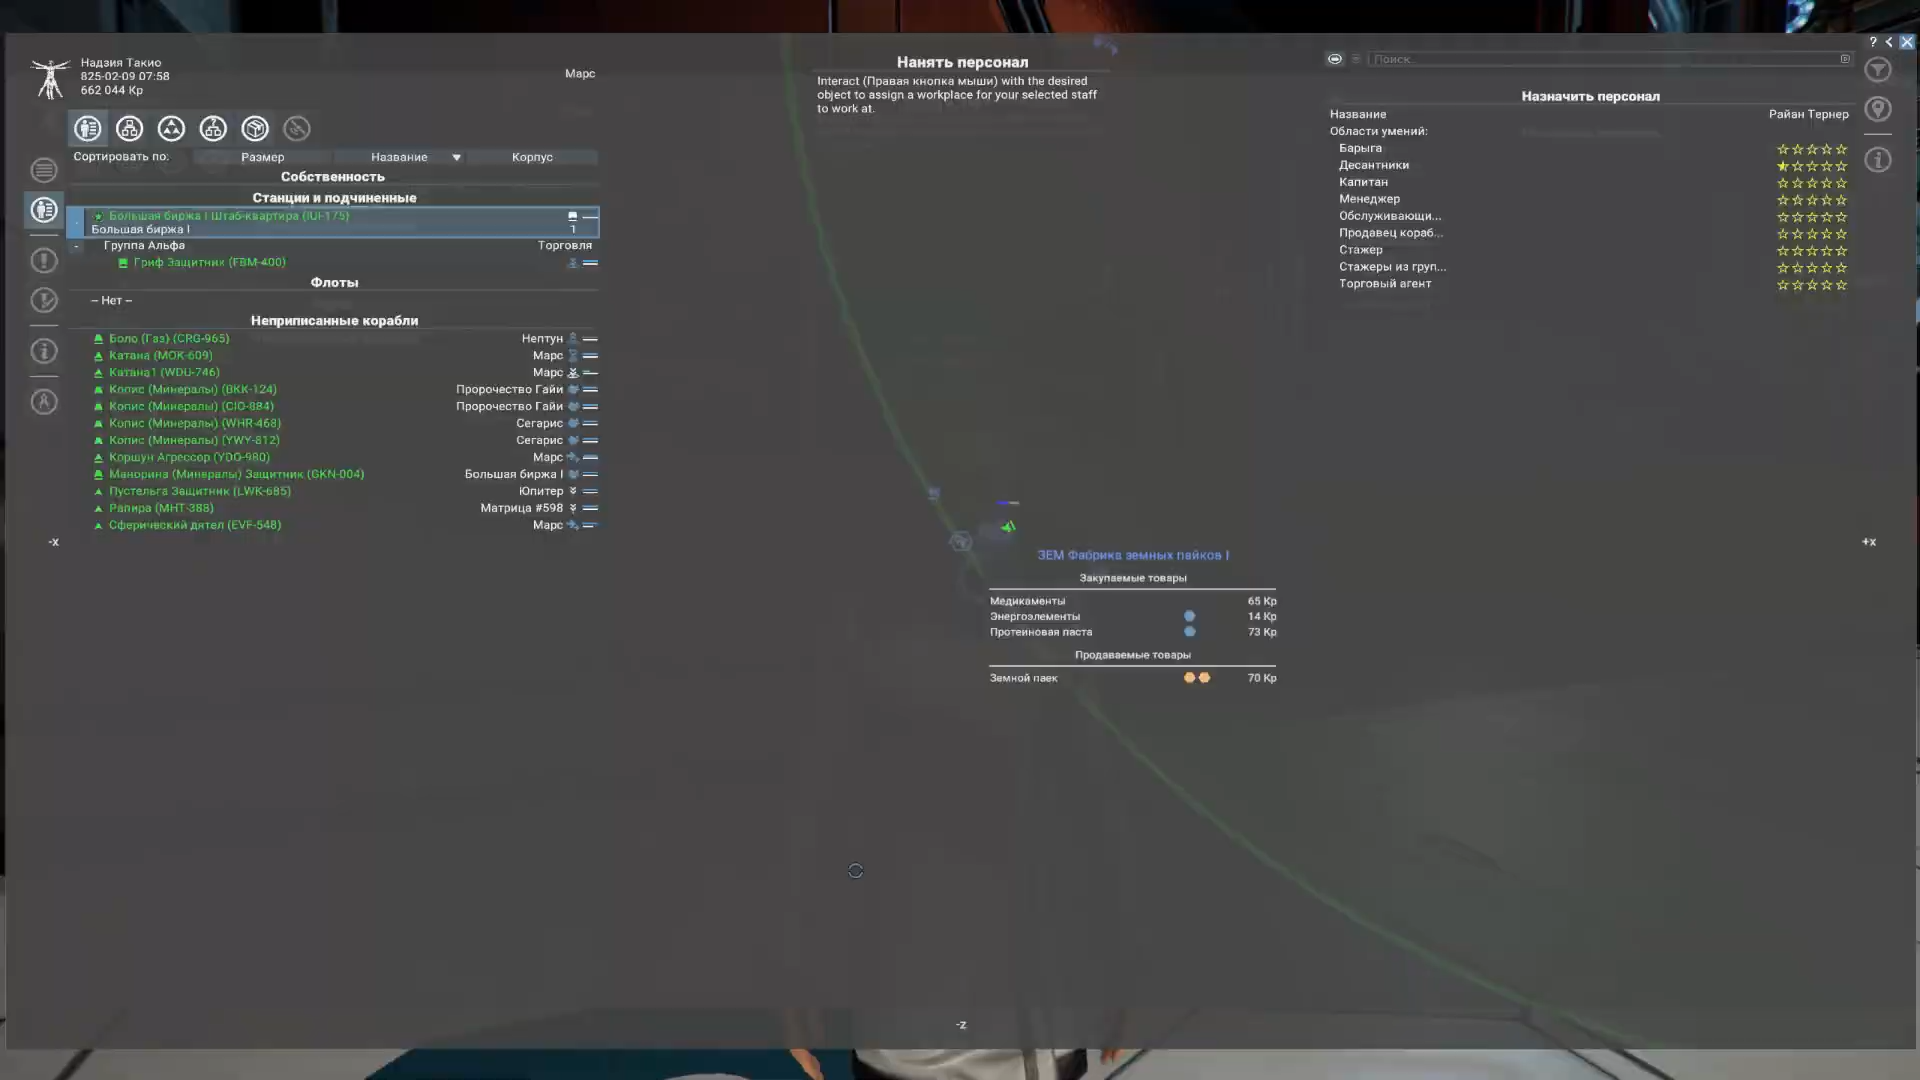 Надзия Такио
825-02-09 07:58
662 044 Кр
Марс
Сортировать по:
Размер
Название
Корпус
Собственность
Станции и подчиненные
Большая биржа I Штаб-квартира (IUI-175)
Большая биржа I
1
Группа Альфа
Торговля
Гриф Защитник (FBM-400)
Флоты
-- Нет --
Неприписанные корабли
Боло (Газ) (CRG-965)
Нептун
Катана (MOK-609)
Марс
Катана1 (WDU-746)
Марс
Копис (Минералы) (BKK-124)
Пророчество Гайи
Копис (Минералы) (CIO-884)
Пророчество Гайи
Копис (Минералы) (WHR-468)
Сегарис
Копис (Минералы) (YWY-812)
Сегарис
Коршун Агрессор (YDO-980)
Марс
Манорина (Минералы) Защитник (GKN-004)
Большая биржа I
Пустельга Защитник (LWK-685)
Юпитер
Рапира (MHT-388)
Матрица #598
Сферический дятел (EVF-548)
Марс
-x
Нанять персонал
Interact (Правая кнопка мыши) with the desired
object to assign a workplace for your selected staff
to work at.
ЗЕМ Фабрика земных пайков I
Закупаемые товары
Медикаменты
65 Кр
Энергоэлементы
14 Кр
Протеиновая паста
73 Кр
Продаваемые товары
Земной паек
70 Кр
-z
? <
Поиск...
Назначить персонал
Название
Райан Тернер
Области умений:
Барыга
Десантники
Капитан
Менеджер
Обслуживающи...
Продавец кораб...
Стажер
Стажеры из груп...
Торговый агент
+x